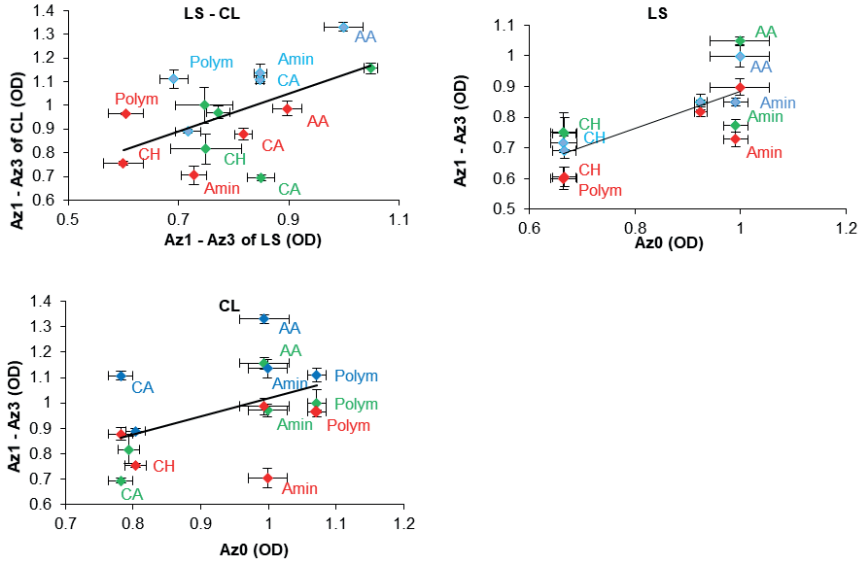 LS - CL
Az1 - Az3 of CL (OD)
1.4
1.3
1.2
1.1
1
0.9
0.8
0.7
0.6
AA
Polym
Amin
CA
Polym
AA
CA
CH
CH
Amin
CA
0.5
0.7
0.9
1.1
Az1 - Az3 of LS (OD)
LS
Az1 - Az3 (OD)
1.1
1
0.9
0.8
0.7
0.6
0.5
AA
AA
Amin
CH
Amin
CH
Amin
CH
Polym
0.6
0.8
1
1.2
Az0 (OD)
CL
Az1 - Az3 (OD)
1.4
1.3
1.2
1.1
1
0.9
0.8
0.7
0.6
AA
AA
CA
Amin
Polym
Polym
Amin
Polym
CH
Amin
CA
0.7
0.8
0.9
1
1.1
1.2
Az0 (OD)